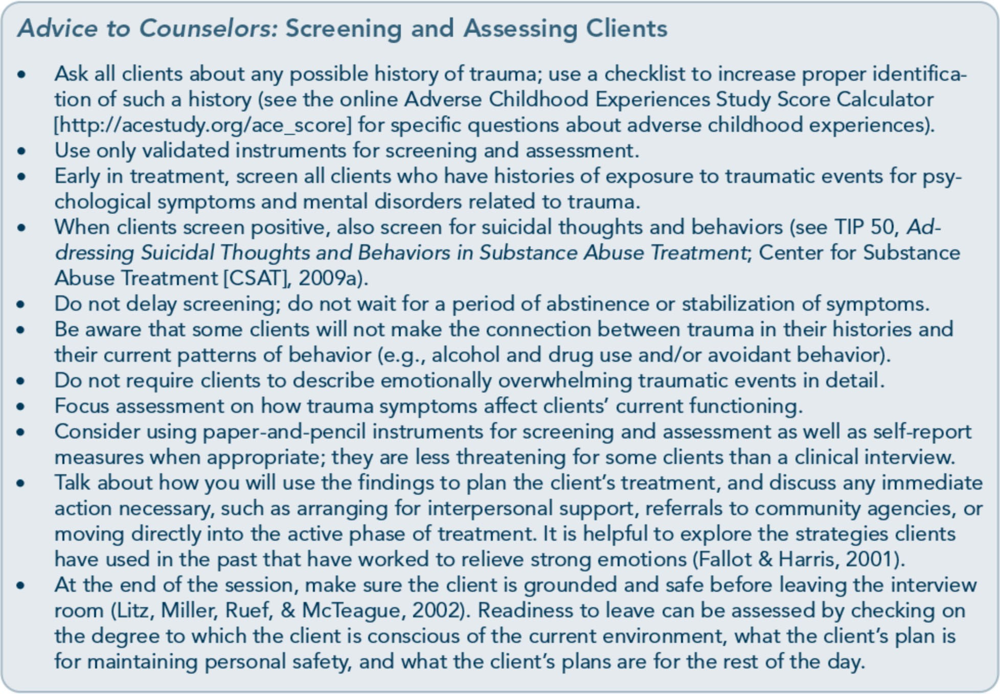 Advice to Counselors: Screening and Assessing Clients
• Ask all clients about any possible history of trauma; use a checklist to increase proper identifica-
tion of such a history (see the online Adverse Childhood Experiences Study Score Calculator
[http://acestudy.org/ace_score] for specific questions about adverse childhood experiences).
• Use only validated instruments for screening and assessment.
• Early in treatment, screen all clients who have histories of exposure to traumatic events for psy-
chological symptoms and mental disorders related to trauma.
• When clients screen positive, also screen for suicidal thoughts and behaviors (see TIP 50, Ad-
dressing Suicidal Thoughts and Behaviors in Substance Abuse Treatment; Center for Substance
Abuse Treatment [CSAT], 2009a).
• Do not delay screening; do not wait for a period of abstinence or stabilization of symptoms.
• Be aware that some clients will not make the connection between trauma in their histories and
their current patterns of behavior (e.g., alcohol and drug use and/or avoidant behavior).
• Do not require clients to describe emotionally overwhelming traumatic events in detail.
• Focus assessment on how trauma symptoms affect clients’ current functioning.
• Consider using paper-and-pencil instruments for screening and assessment as well as self-report
measures when appropriate; they are less threatening for some clients than a clinical interview.
• Talk about how you will use the findings to plan the client’s treatment, and discuss any immediate
action necessary, such as arranging for interpersonal support, referrals to community agencies, or
moving directly into the active phase of treatment. It is helpful to explore the strategies clients
have used in the past that have worked to relieve strong emotions (Fallot & Harris, 2001).
• At the end of the session, make sure the client is grounded and safe before leaving the interview
room (Litz, Miller, Ruef, & McTeague, 2002). Readiness to leave can be assessed by checking on
the degree to which the client is conscious of the current environment, what the client’s plan is
for maintaining personal safety, and what the client’s plans are for the rest of the day.